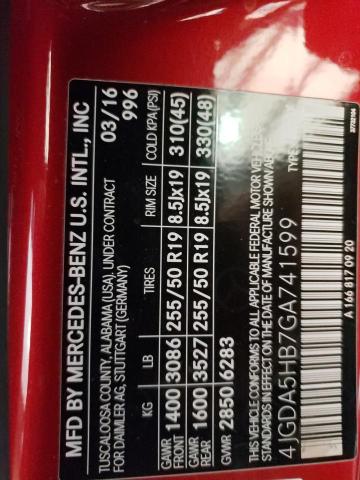 MFD BY MERCEDES-BENZ U.S. INTL., INC
TUSCALOOSA COUNTY, ALABAMA (USA), UNDER CONTRACT
FOR DAIMLER AG, STUTTGART (GERMANY)
03/16
996
KG LB TIRES RIM SIZE COLD KPA(PSI)
GAWR FRONT 1400 3086 255/50 R19 8.5Jx19 310(45)
GAWR REAR 1600 3527 255/50 R19 8.5Jx19 330(48)
GVWR 2850 6283
THIS VEHICLE CONFORMS TO ALL APPLICABLE FEDERAL MOTOR VEHICLE
STANDARDS IN EFFECT ON THE DATE OF MANUFACTURE SHOWN
4JGDA5HB7GA741599
TYPE
A 166 817 09 20